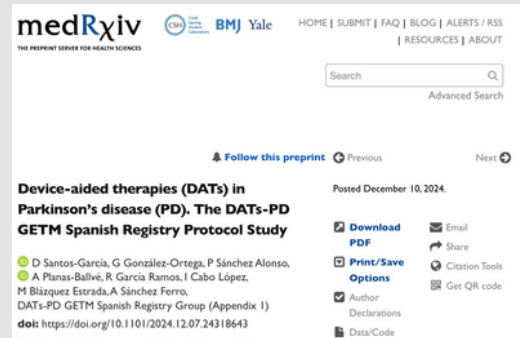 medRxiv
THE PREPRINT SERVER FOR HEALTH SCIENCES
CSH
Cold
Spring
Harbor
Laboratory
BMJ Yale
HOME | SUBMIT | FAQ | BLOG | ALERTS / RSS
| RESOURCES | ABOUT
Search
Advanced Search
Follow this preprint
Previous
Next
Device-aided therapies (DATs) in
Parkinson's disease (PD). The DATs-PD
GETM Spanish Registry Protocol Study
iD D Santos-García, G González-Ortega, P Sánchez Alonso,
iD A Planas-Ballvé, R García Ramos, I Cabo López,
M Blázquez Estrada, A Sánchez Ferro,
DATs-PD GETM Spanish Registry Group (Appendix 1)
doi: https://doi.org/10.1101/2024.12.07.24318643
Posted December 10, 2024.
Download
PDF
Print/Save
Options
Author
Declarations
Data/Code
Email
Share
Citation Tools
Get QR code